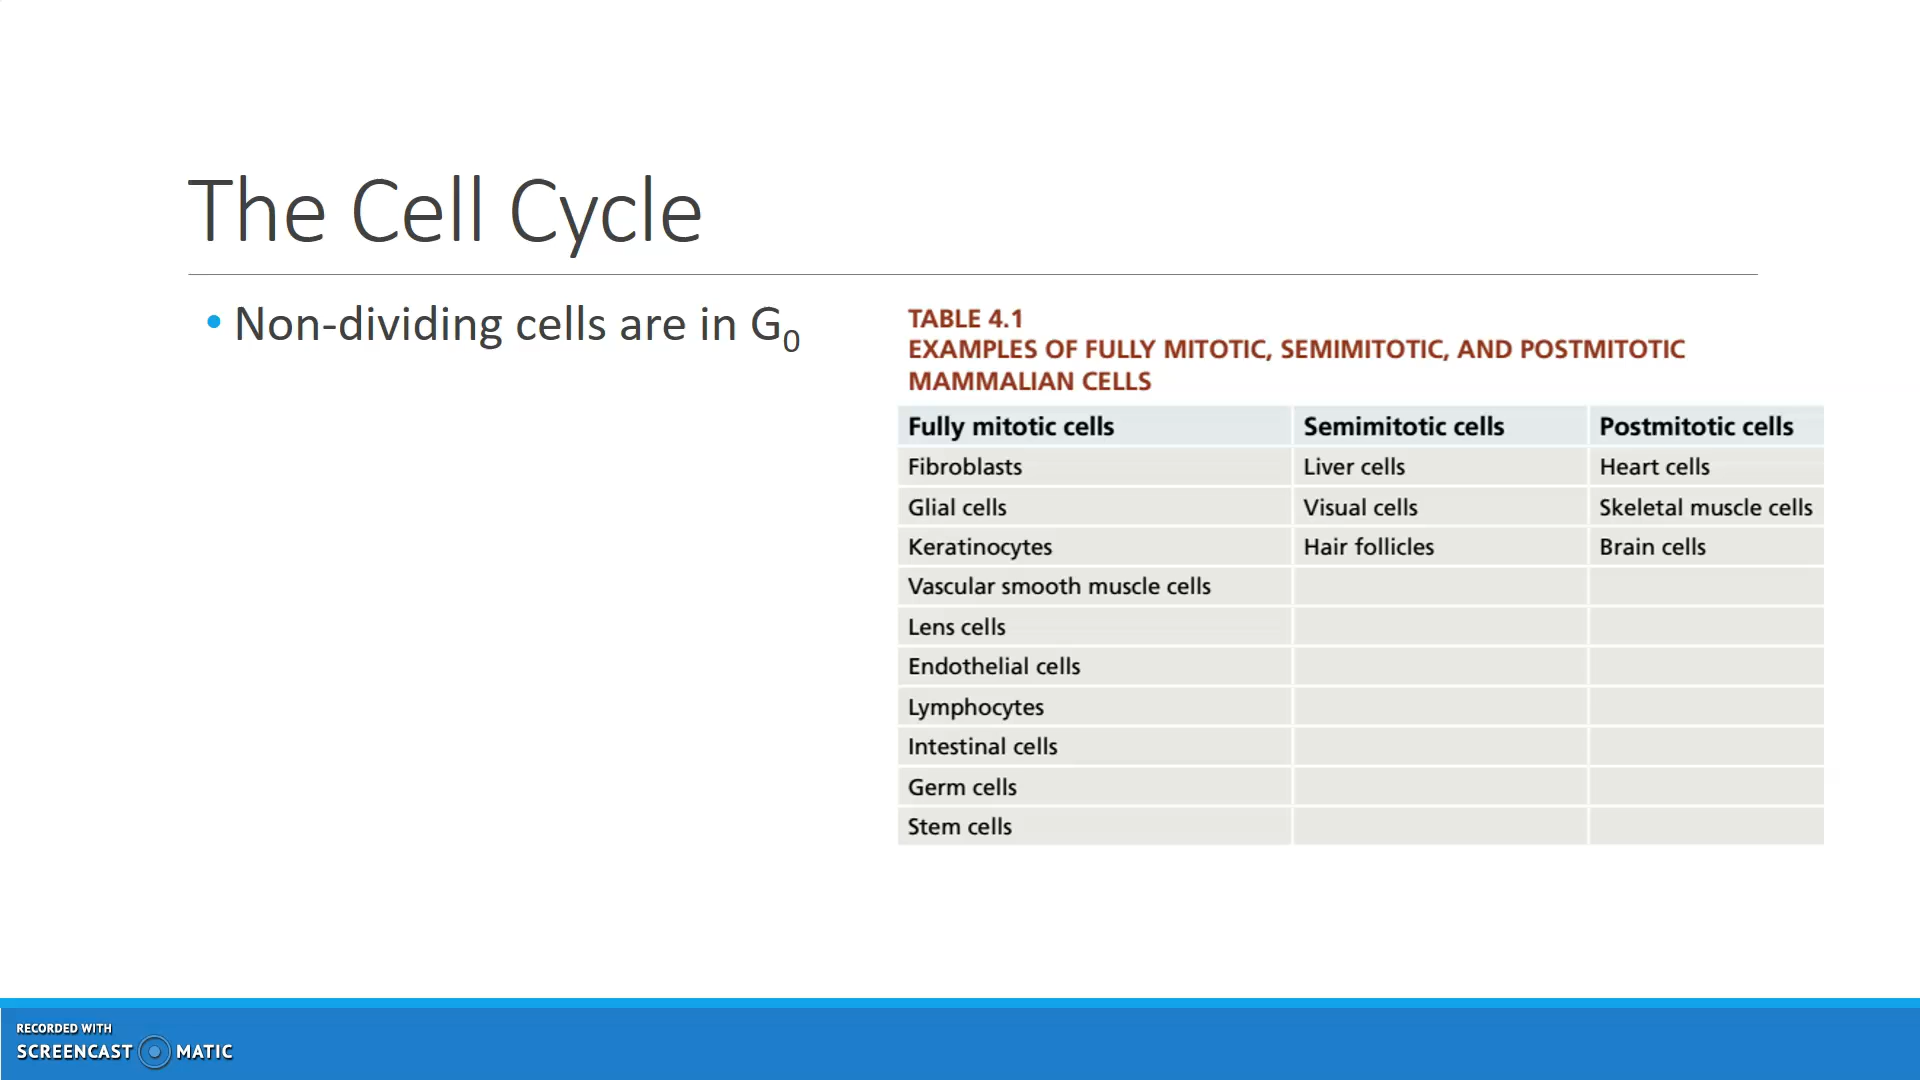 The Cell Cycle
• Non-dividing cells are in G₀
TABLE 4.1
EXAMPLES OF FULLY MITOTIC, SEMIMITOTIC, AND POSTMITOTIC
MAMMALIAN CELLS
Fully mitotic cells Semimitotic cells Postmitotic cells
Fibroblasts Liver cells Heart cells
Glial cells Visual cells Skeletal muscle cells
Keratinocytes Hair follicles Brain cells
Vascular smooth muscle cells
Lens cells
Endothelial cells
Lymphocytes
Intestinal cells
Germ cells
Stem cells
RECORDED WITH
SCREENCAST MATIC